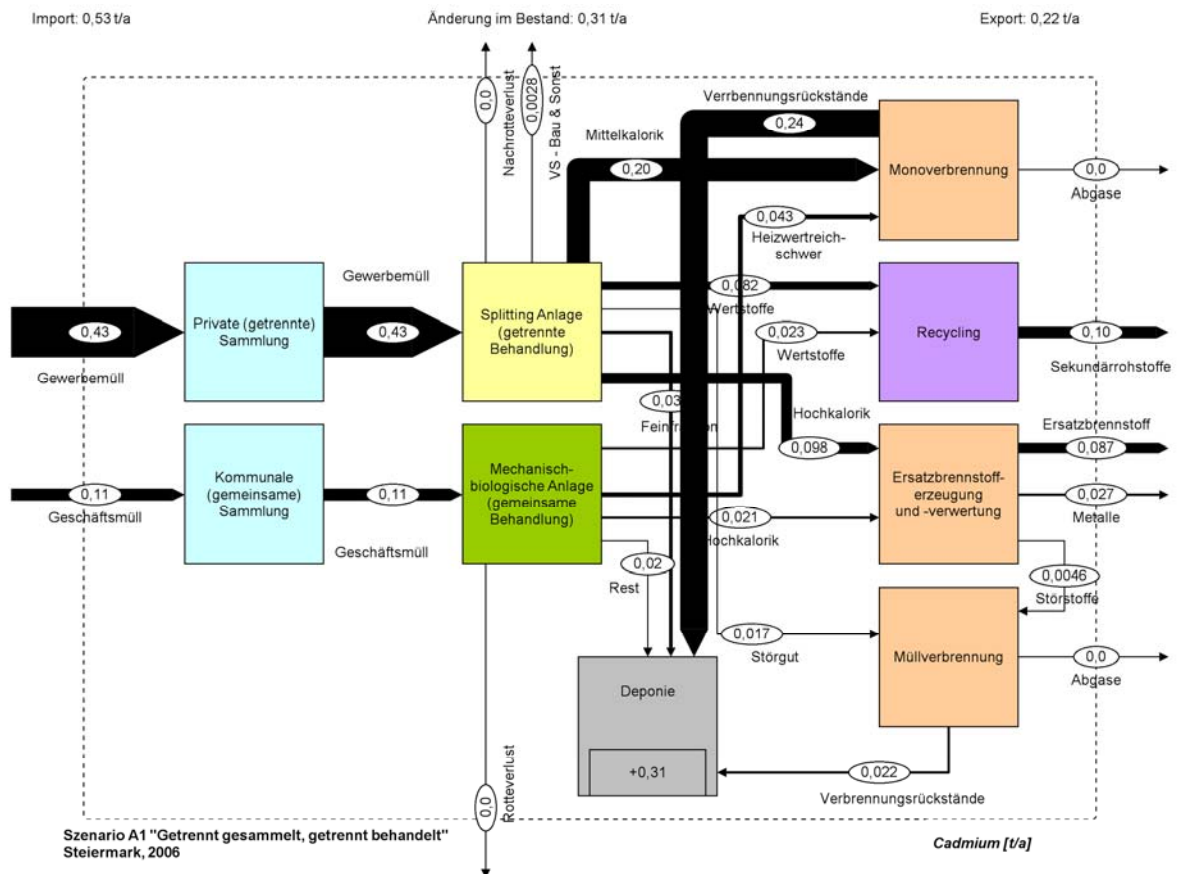 Import: 0,53 t/a
Änderung im Bestand: 0,31 t/a
Export: 0,22 t/a
0,0
Nachrotteverlust
0,0028
VS - Bau & Sonst
Verrbennungsrückstände
0,24
Mittelkalorik
0,20
Monoverbrennung
0,0
Abgase
0,043
Heizwertreich-
schwer
Gewerbemüll
0,43
Private (getrennte)
Sammlung
Gewerbemüll
0,43
Splitting Anlage
(getrennte
Behandlung)
0,082
Wertstoffe
0,023
Wertstoffe
Recycling
0,10
Sekundärrohstoffe
0,03
Hochkalorik
0,098
Ersatzbrennstoff
0,087
0,11
Geschäftsmüll
Kommunale
(gemeinsame)
Sammlung
0,11
Geschäftsmüll
Mechanisch-
biologische Anlage
(gemeinsame
Behandlung)
0,021
Hochkalorik
Ersatzbrennstoff-
erzeugung
und -verwertung
0,027
Metalle
0,02
Rest
0,0046
Störstoffe
0,017
Störgut
Müllverbrennung
0,0
Abgase
Deponie
+0,31
0,022
Verbrennungsrückstände
0,0
Rotteverlust
Szenario A1 "Getrennt gesammelt, getrennt behandelt"
Steiermark, 2006
Cadmium [t/a]